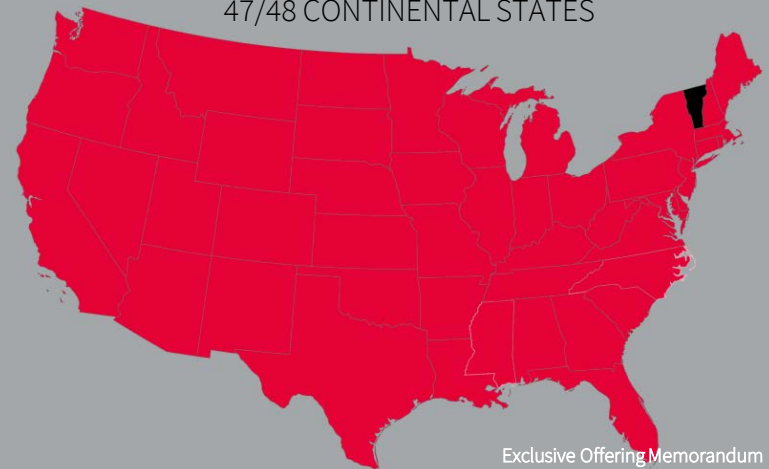 47/48 CONTINENTAL STATES
Exclusive Offering Memorandum